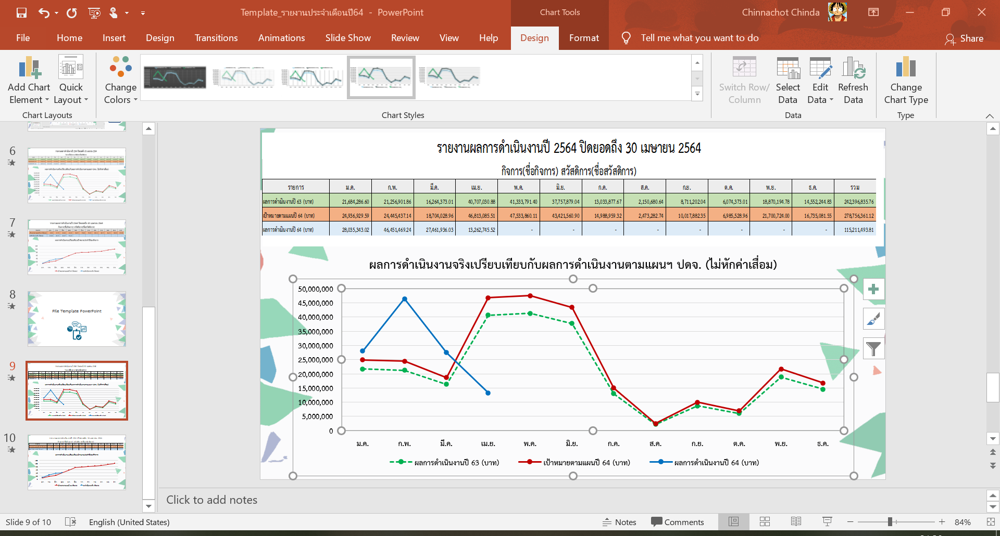 Template_รายงานประจำเดือนปี64 - PowerPoint
Chart Tools
Chinnachot Chinda
File Home Insert Design Transitions Animations Slide Show Review View Help Design Format Tell me what you want to do Share
Add Chart Element
Quick Layout
Change Colors
Switch Row/ Column
Select Data
Edit Data
Refresh Data
Change Chart Type
Chart Layouts
Chart Styles
Data
Type
6
7
8
File Template PowerPoint
9
10
รายงานผลการดำเนินงานปี 2564 ปิดยอดถึง 30 เมษายน 2564
กิจการ(ชื่อกิจการ) สวัสดิการ(ชื่อสวัสดิการ)
รายการ ม.ค. ก.พ. มี.ค. เม.ย. พ.ค. มิ.ย. ก.ค. ส.ค. ก.ย. ต.ค. พ.ย. ธ.ค. รวม
ผลการดำเนินงานปี 63 (บาท) 21,684,286.60 21,256,901.86 16,264,373.01 40,707,030.88 41,333,791.40 37,757,879.04 13,033,877.67 2,150,680.64 8,711,202.04 6,074,373.01 18,870,194.78 14,552,244.83 242,396,835.76
เป้าหมายตามแผนปี 64 (บาท) 24,936,929.59 24,445,437.14 18,704,028.96 46,813,085.51 47,533,860.11 43,421,560.90 14,988,959.32 2,473,282.74 10,017,882.35 6,985,528.96 21,700,724.00 16,735,081.55 278,756,361.12
ผลการดำเนินงานปี 64 (บาท) 28,035,343.02 46,451,469.24 27,461,936.03 13,262,745.52 - - - - - - - - 115,211,493.81
ผลการดำเนินงานจริงเปรียบเทียบกับผลการดำเนินงานตามแผนฯ ปดจ. (ไม่หักค่าเสื่อม)
50,000,000
45,000,000
40,000,000
35,000,000
30,000,000
25,000,000
20,000,000
15,000,000
10,000,000
5,000,000
0
ม.ค. ก.พ. มี.ค. เม.ย. พ.ค. มิ.ย. ก.ค. ส.ค. ก.ย. ต.ค. พ.ย. ธ.ค.
ผลการดำเนินงานปี 63 (บาท) เป้าหมายตามแผนปี 64 (บาท) ผลการดำเนินงานปี 64 (บาท)
Click to add notes
Slide 9 of 10 English (United States) Notes Comments 84%